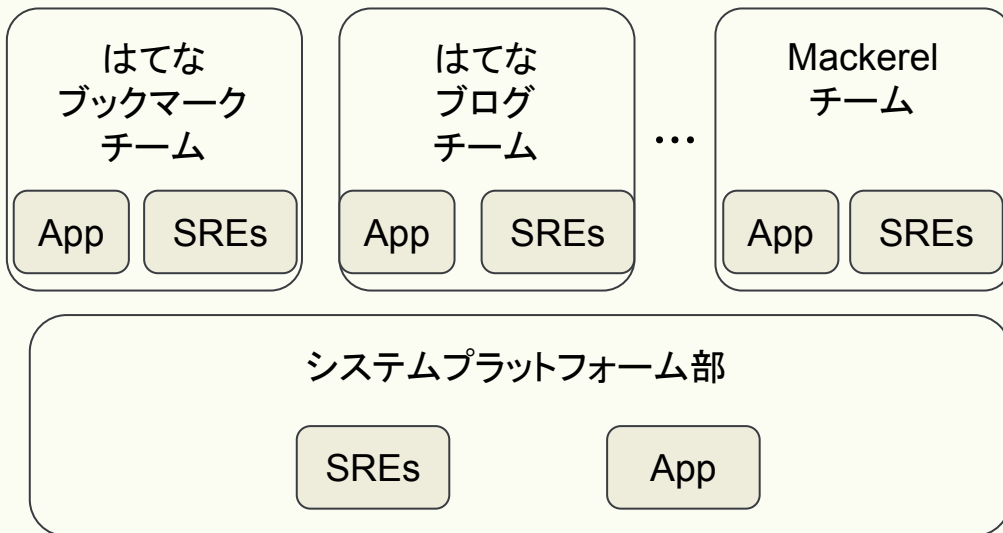 はてな
ブックマーク
チーム
App
SREs
はてな
ブログ
チーム
App
SREs
…
Mackerel
チーム
App
SREs
システムプラットフォーム部
SREs
App